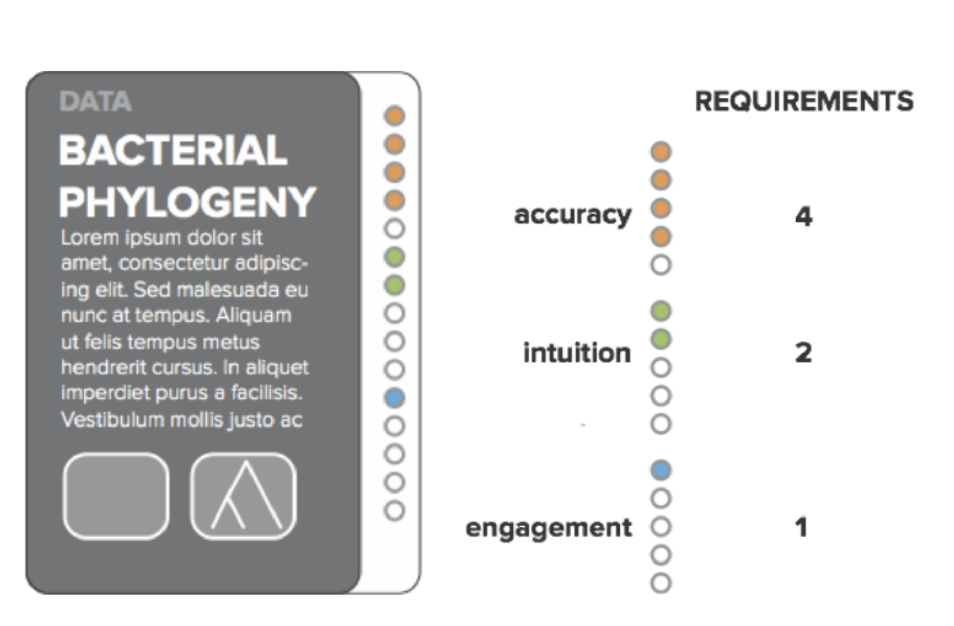 DATA
BACTERIAL
PHYLOGENY
Lorem ipsum dolor sit
amet, consectetur adipisc-
ing elit. Sed malesuada eu
nunc at tempus. Aliquam
ut felis tempus metus
hendrerit cursus. In aliquet
imperdiet purus a facilisis.
Vestibulum mollis justo ac
REQUIREMENTS
accuracy 4
intuition 2
engagement 1